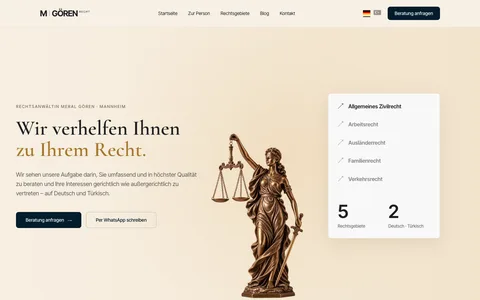 M GÖREN RECHT
Startseite Zur Person Rechtsgebiete Blog Kontakt
Beratung anfragen
RECHTSANWÄLTIN MERAL GÖREN · MANNHEIM
Wir verhelfen Ihnen
zu Ihrem Recht.
Wir sehen unsere Aufgabe darin, Sie umfassend und in höchster Qualität
zu beraten und Ihre Interessen gerichtlich wie außergerichtlich zu
vertreten – auf Deutsch und Türkisch.
Beratung anfragen →
Per WhatsApp schreiben
Allgemeines Zivilrecht
Arbeitsrecht
Ausländerrecht
Familienrecht
Verkehrsrecht
5 2
Rechtsgebiete Deutsch · Türkisch